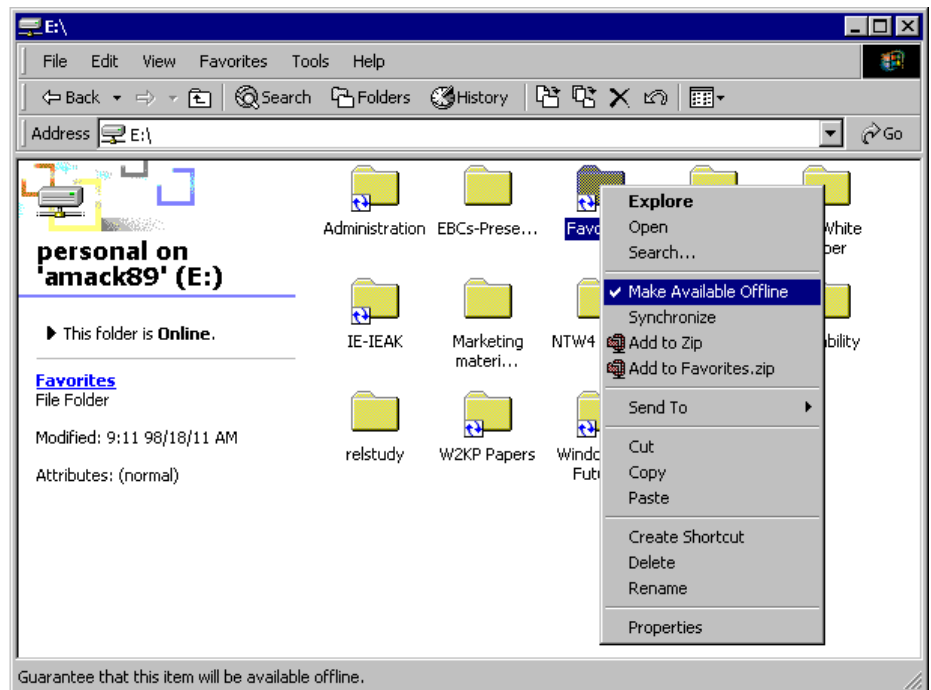 E:\
File Edit View Favorites Tools Help
Back Search Folders History
Address E:\ Go
personal on
'amack89' (E:)
This folder is Online.
Favorites
File Folder
Modified: 9:11 98/18/11 AM
Attributes: (normal)
Administration EBCs-Prese...
White
IE-IEAK Marketing NTW4
materi...
relstudy W2KP Papers
Explore
Open
Search...
Make Available Offline
Synchronize
Add to Zip
Add to Favorites.zip
Send To
Cut
Copy
Paste
Create Shortcut
Delete
Rename
Properties
Guarantee that this item will be available offline.